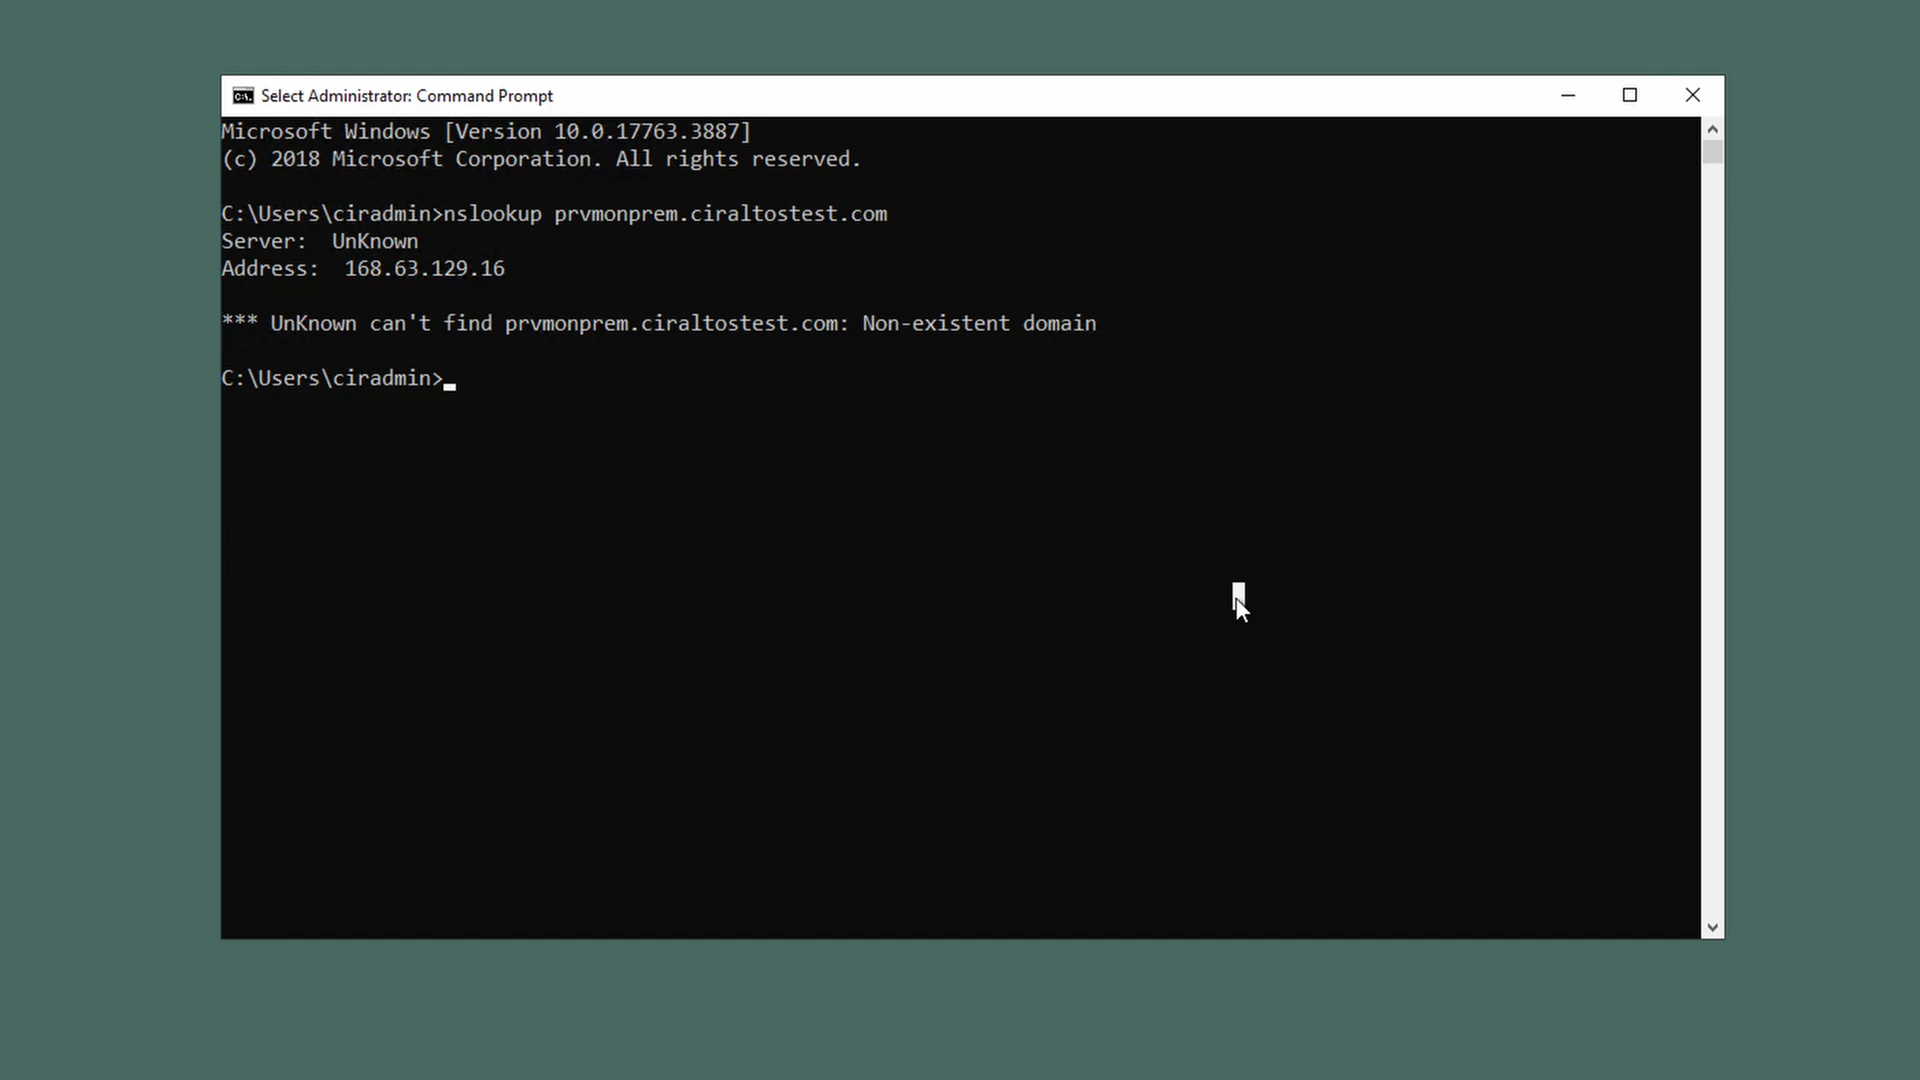 Select Administrator: Command Prompt
Microsoft Windows [Version 10.0.17763.3887]
(c) 2018 Microsoft Corporation. All rights reserved.
C:\Users\ciradmin>nslookup prvmonprem.ciraltostest.com
Server:  UnKnown
Address:  168.63.129.16
*** UnKnown can't find prvmonprem.ciraltostest.com: Non-existent domain
C:\Users\ciradmin>